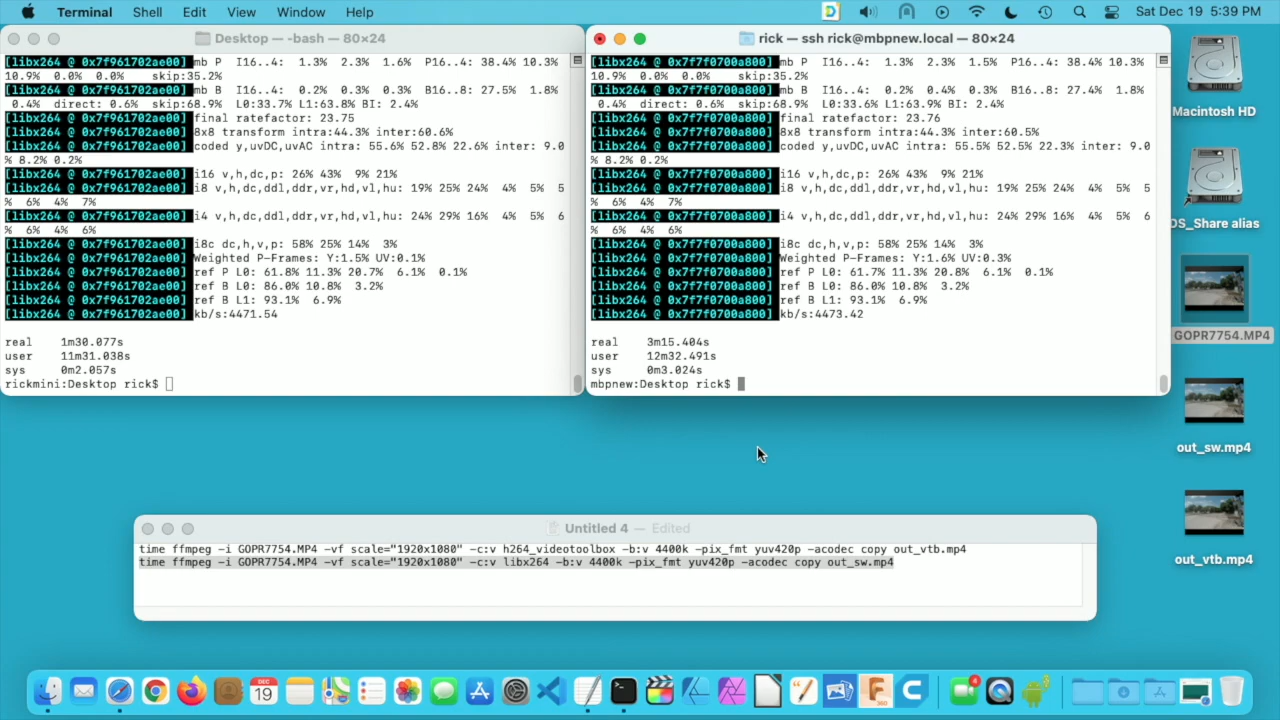 Terminal Shell Edit View Window Help Sat Dec 19 5:39 PM
Desktop — -bash — 80×24
[libx264 @ 0x7f961702ae00] mb P  I16..4:  1.3%  2.3%  1.6%  P16..4: 38.4% 10.3%
10.9%  0.0%  0.0%    skip:35.2%
[libx264 @ 0x7f961702ae00] mb B  I16..4:  0.2%  0.3%  0.3%  B16..8: 27.5%  1.8%
 0.4%  direct: 0.6%  skip:68.9%  L0:33.7% L1:63.8% BI: 2.4%
[libx264 @ 0x7f961702ae00] final ratefactor: 23.75
[libx264 @ 0x7f961702ae00] 8x8 transform intra:44.3% inter:60.6%
[libx264 @ 0x7f961702ae00] coded y,uvDC,uvAC intra: 55.6% 52.8% 22.6% inter: 9.0
% 8.2% 0.2%
[libx264 @ 0x7f961702ae00] i16 v,h,dc,p: 26% 43%  9% 21%
[libx264 @ 0x7f961702ae00] i8 v,h,dc,ddl,ddr,vr,hd,vl,hu: 19% 25% 24%  4%  5%  5
%  6%  4%  7%
[libx264 @ 0x7f961702ae00] i4 v,h,dc,ddl,ddr,vr,hd,vl,hu: 24% 29% 16%  4%  5%  6
%  6%  4%  6%
[libx264 @ 0x7f961702ae00] i8c dc,h,v,p: 58% 25% 14%  3%
[libx264 @ 0x7f961702ae00] Weighted P-Frames: Y:1.5% UV:0.1%
[libx264 @ 0x7f961702ae00] ref P L0: 61.8% 11.3% 20.7%  6.1%  0.1%
[libx264 @ 0x7f961702ae00] ref B L0: 86.0% 10.8%  3.2%
[libx264 @ 0x7f961702ae00] ref B L1: 93.1%  6.9%
[libx264 @ 0x7f961702ae00] kb/s:4471.54
real    1m30.077s
user    11m31.038s
sys     0m2.057s
rickmini:Desktop rick$
rick — ssh rick@mbpnew.local — 80×24
[libx264 @ 0x7f7f0700a800] mb P  I16..4:  1.3%  2.3%  1.5%  P16..4: 38.4% 10.3%
10.9%  0.0%  0.0%    skip:35.2%
[libx264 @ 0x7f7f0700a800] mb B  I16..4:  0.2%  0.4%  0.3%  B16..8: 27.4%  1.8%
 0.4%  direct: 0.6%  skip:68.9%  L0:33.6% L1:63.9% BI: 2.4%
[libx264 @ 0x7f7f0700a800] final ratefactor: 23.76
[libx264 @ 0x7f7f0700a800] 8x8 transform intra:44.3% inter:60.5%
[libx264 @ 0x7f7f0700a800] coded y,uvDC,uvAC intra: 55.5% 52.5% 22.3% inter: 9.0
% 8.2% 0.2%
[libx264 @ 0x7f7f0700a800] i16 v,h,dc,p: 26% 43%  9% 21%
[libx264 @ 0x7f7f0700a800] i8 v,h,dc,ddl,ddr,vr,hd,vl,hu: 19% 25% 24%  4%  5%  5
%  6%  4%  7%
[libx264 @ 0x7f7f0700a800] i4 v,h,dc,ddl,ddr,vr,hd,vl,hu: 24% 29% 16%  4%  5%  6
%  6%  4%  6%
[libx264 @ 0x7f7f0700a800] i8c dc,h,v,p: 58% 25% 14%  3%
[libx264 @ 0x7f7f0700a800] Weighted P-Frames: Y:1.6% UV:0.3%
[libx264 @ 0x7f7f0700a800] ref P L0: 61.7% 11.3% 20.8%  6.1%  0.1%
[libx264 @ 0x7f7f0700a800] ref B L0: 86.0% 10.8%  3.2%
[libx264 @ 0x7f7f0700a800] ref B L1: 93.1%  6.9%
[libx264 @ 0x7f7f0700a800] kb/s:4473.42
real    3m15.404s
user    12m32.491s
sys     0m3.024s
mbpnew:Desktop rick$
Macintosh HD
OS_Share alias
GOPR7754.MP4
out_sw.mp4
out_vtb.mp4
Untitled 4 — Edited
time ffmpeg -i GOPR7754.MP4 -vf scale="1920x1080" -c:v h264_videotoolbox -b:v 4400k -pix_fmt yuv420p -acodec copy out_vtb.mp4
time ffmpeg -i GOPR7754.MP4 -vf scale="1920x1080" -c:v libx264 -b:v 4400k -pix_fmt yuv420p -acodec copy out_sw.mp4
DEC
19
360
4
3